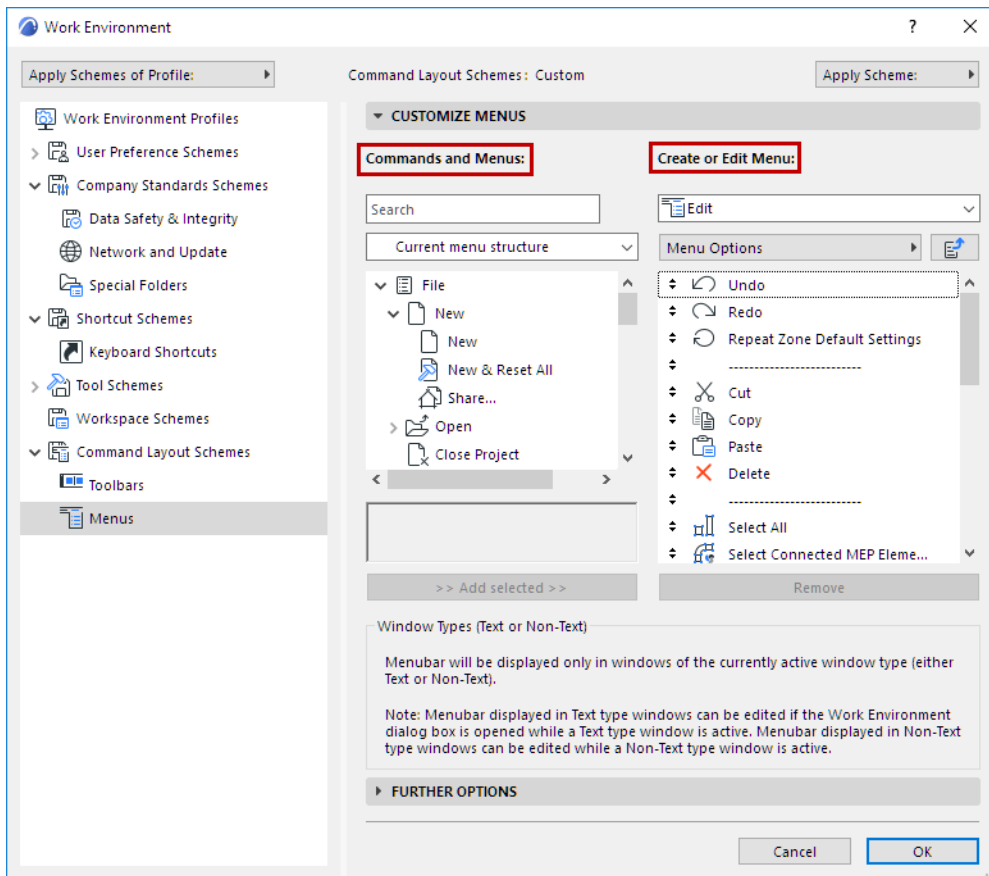 Work Environment
?
Apply Schemes of Profile:
Command Layout Schemes: Custom
Apply Scheme:
Work Environment Profiles
User Preference Schemes
Company Standards Schemes
Data Safety & Integrity
Network and Update
Special Folders
Shortcut Schemes
Keyboard Shortcuts
Tool Schemes
Workspace Schemes
Command Layout Schemes
Toolbars
Menus
CUSTOMIZE MENUS
Commands and Menus:
Search
Current menu structure
File
New
New
New & Reset All
Share...
Open
Close Project
>> Add selected >>
Create or Edit Menu:
Edit
Menu Options
Undo
Redo
Repeat Zone Default Settings
--------------------------
Cut
Copy
Paste
Delete
--------------------------
Select All
Select Connected MEP Eleme...
Remove
Window Types (Text or Non-Text)
Menubar will be displayed only in windows of the currently active window type (either
Text or Non-Text).
Note: Menubar displayed in Text type windows can be edited if the Work Environment
dialog box is opened while a Text type window is active. Menubar displayed in Non-Text
type windows can be edited while a Non-Text type window is active.
FURTHER OPTIONS
Cancel
OK